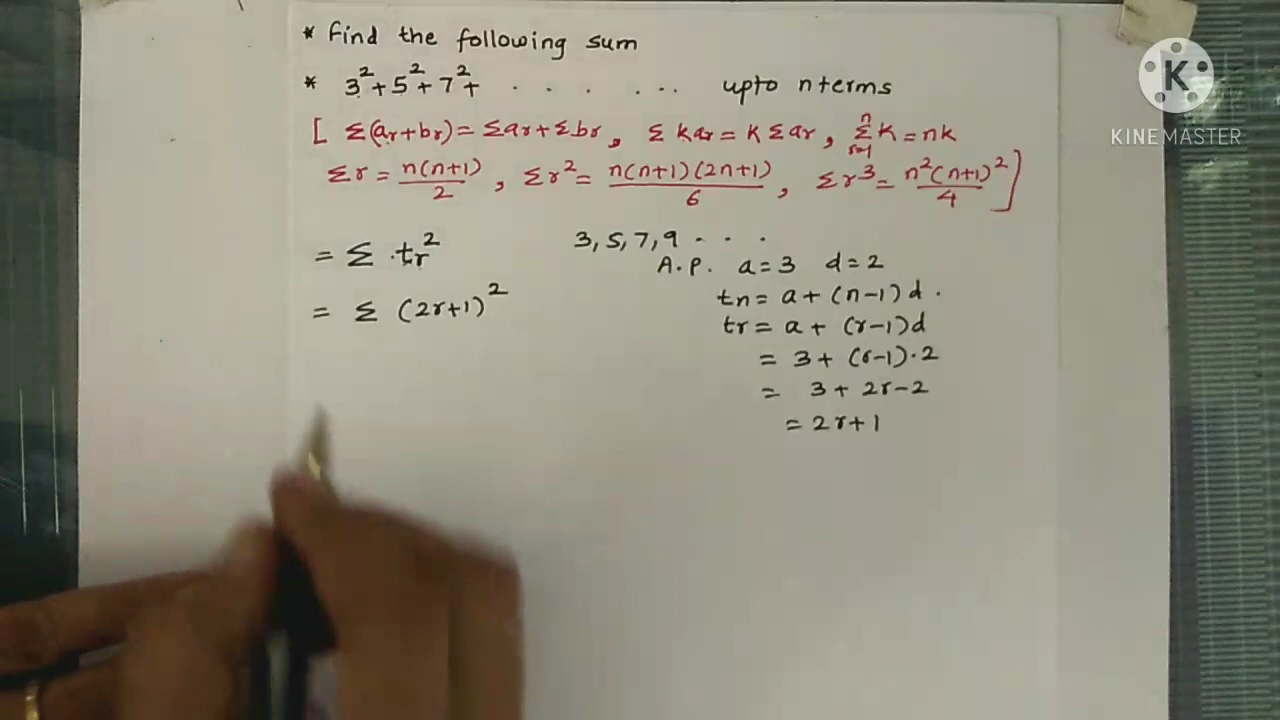 * Find the following sum
* 3²+5²+7²+ . . . . ... upto n terms
[ Σ(ar+br)= Σar+Σbr, Σ kar = k Σar, nΣr=1 k = nk
Σr = n(n+1)/2, Σr² = n(n+1)(2n+1)/6, Σr³ = n²(n+1)²/4 ]
= Σ tr²
= Σ (2r+1)²
3, 5, 7, 9 . . .
A.P. a=3 d=2
tn = a + (n-1) d.
tr = a + (r-1)d
= 3 + (r-1)·2
= 3 + 2r-2
= 2r+1
K
KINEMASTER